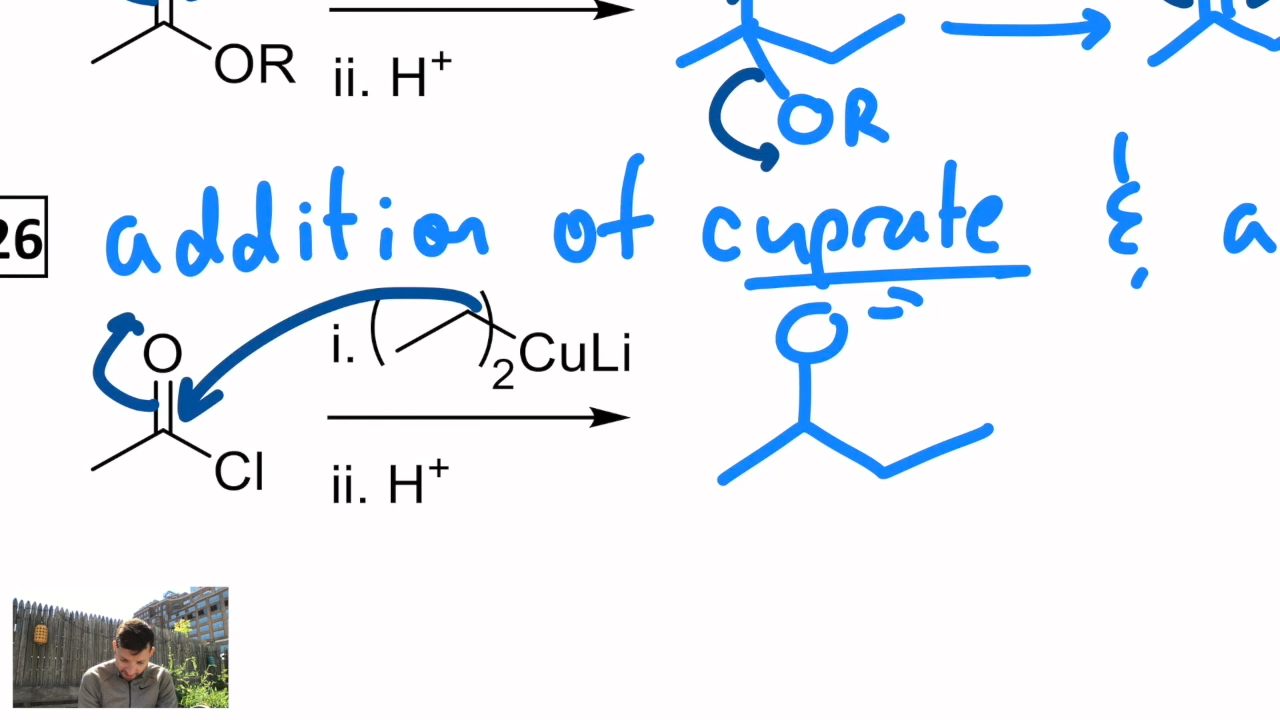 OR
ii. H+
OR
26 addition of cuprate & a
O
i. ( )2CuLi
O
Cl
ii. H+